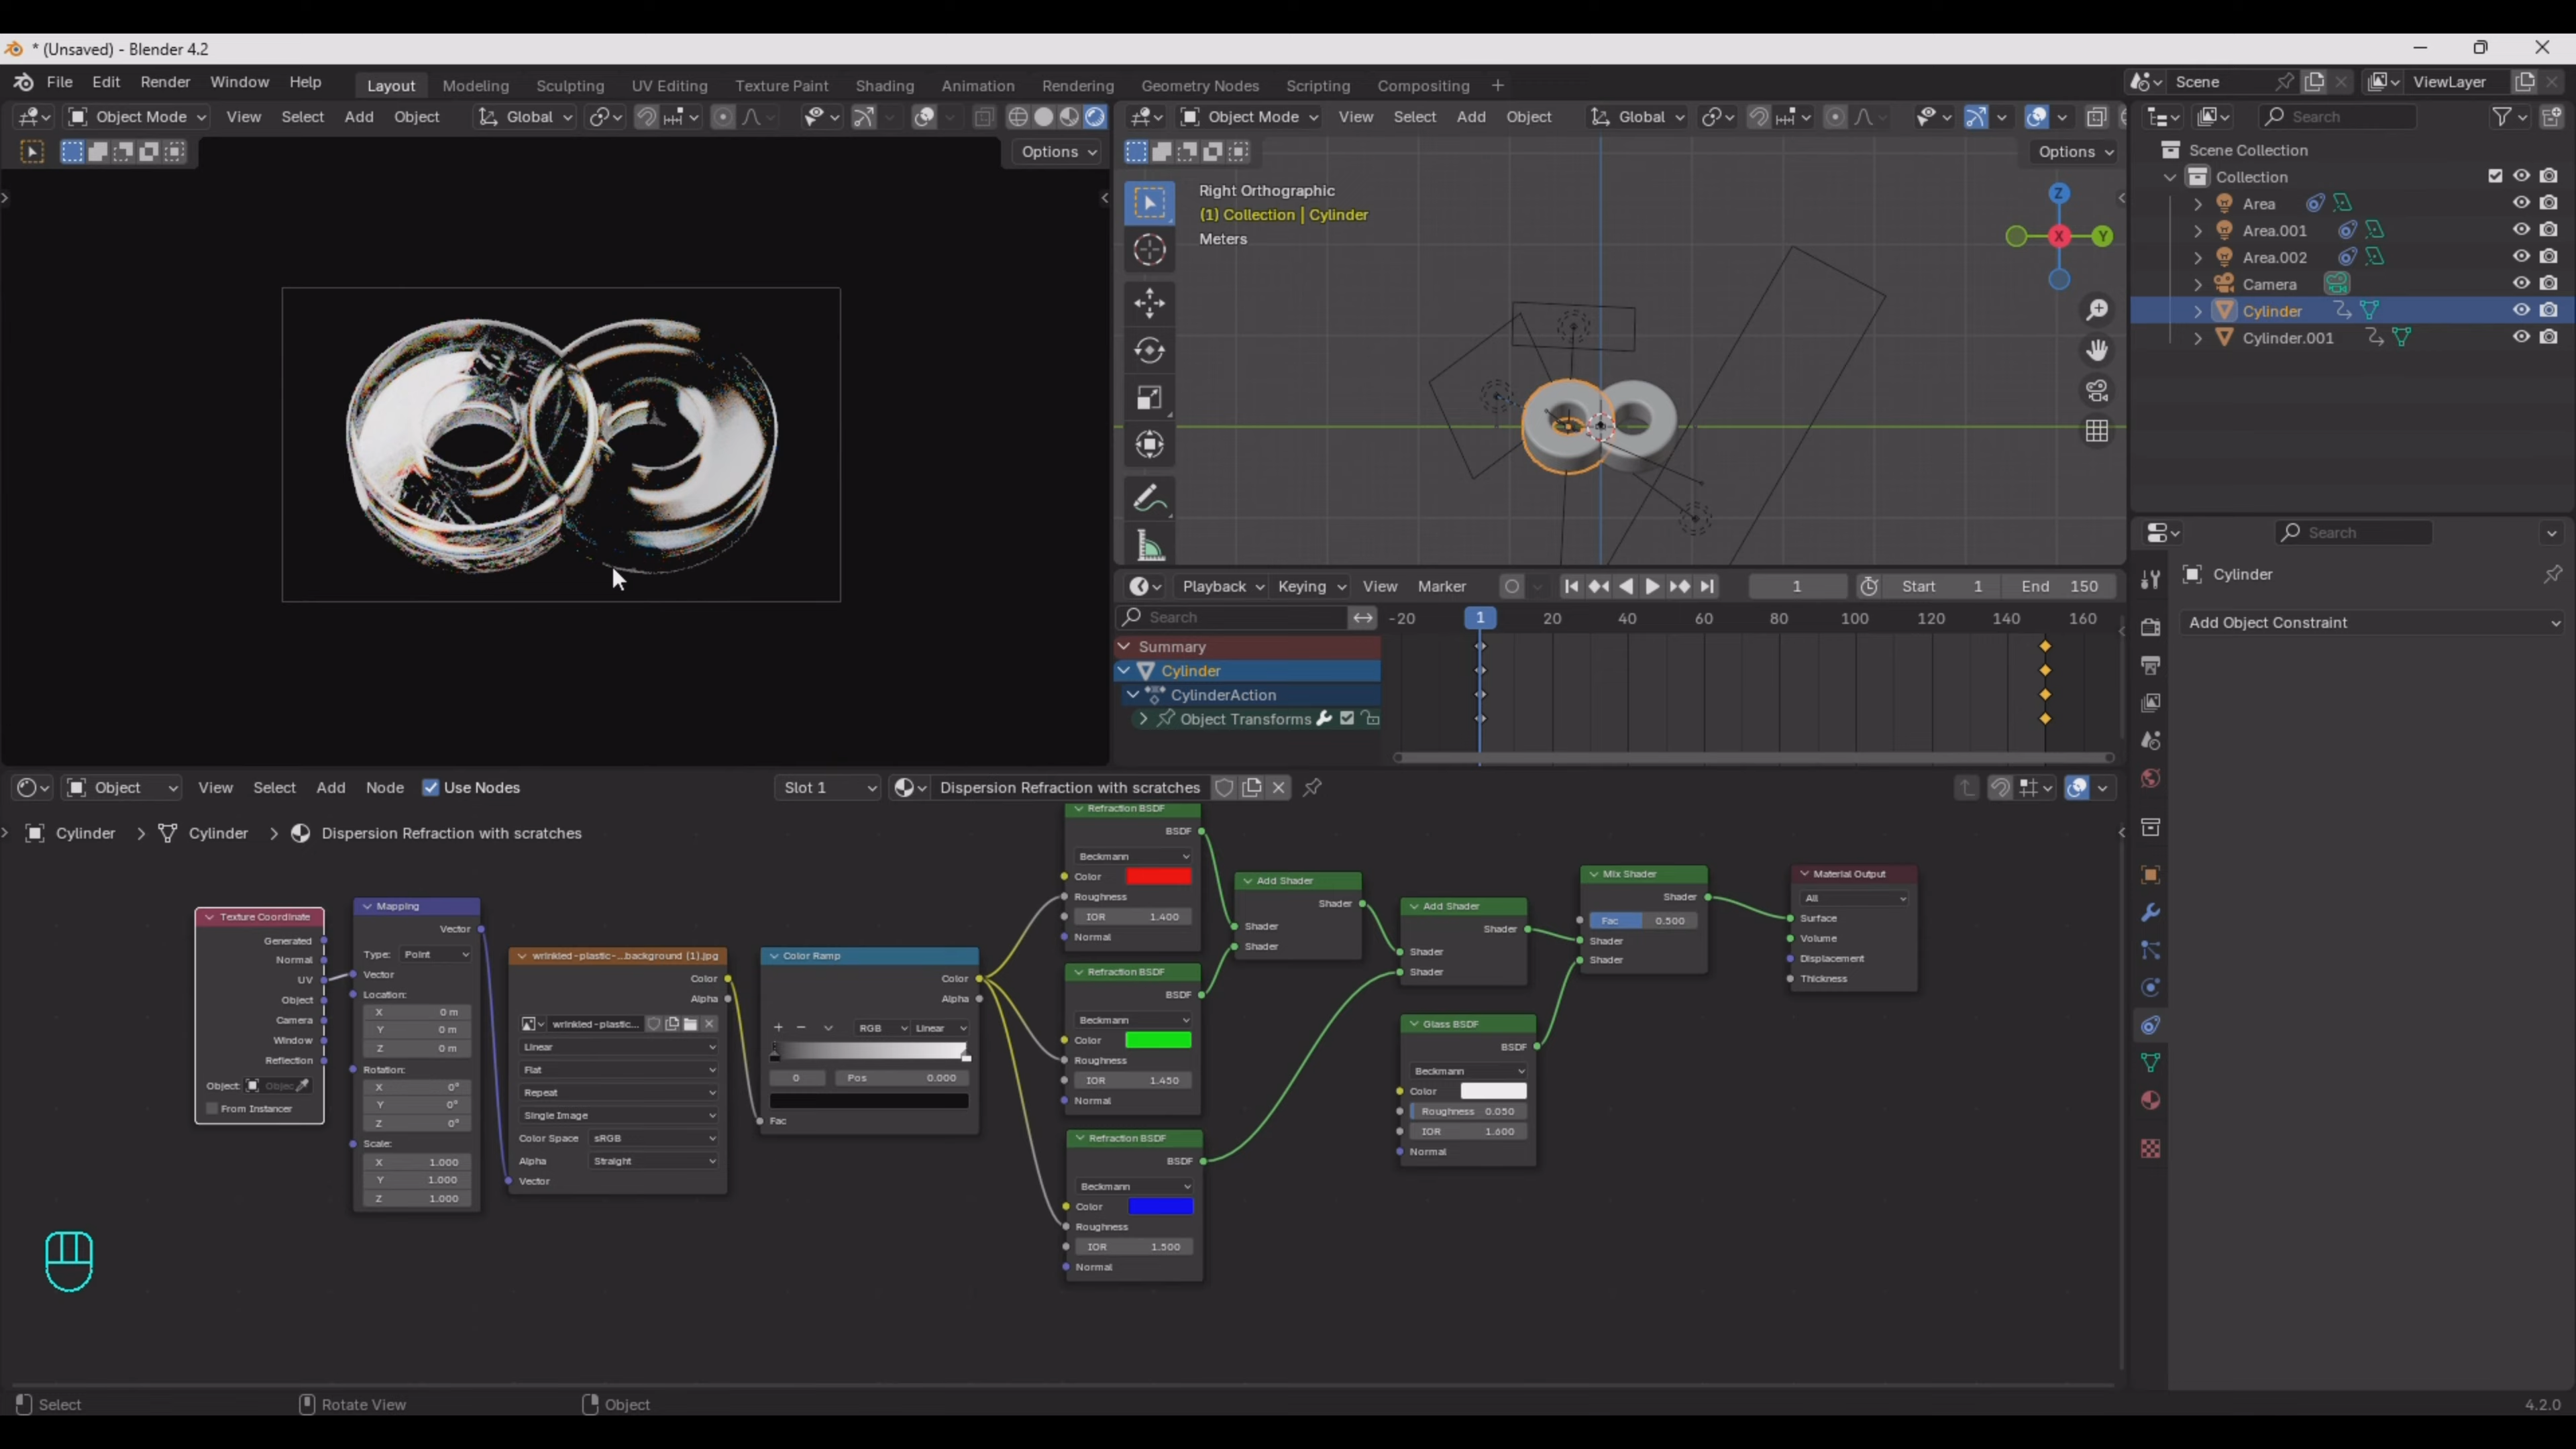 * (Unsaved) - Blender 4.2
File Edit Render Window Help Layout Modeling Sculpting UV Editing Texture Paint Shading Animation Rendering Geometry Nodes Scripting Compositing + Scene ViewLayer
Object Mode View Select Add Object Global
Options
Object Mode View Select Add Object Global
Options
Right Orthographic
(1) Collection | Cylinder
Meters
Z
X
Y
Search
Scene Collection
Collection
Area
Area.001
Area.002
Camera
Cylinder
Cylinder.001
Search
Cylinder
Add Object Constraint
Playback Keying View Marker 1 Start 1 End 150
Search -20 1 20 40 60 80 100 120 140 160
Summary
Cylinder
CylinderAction
Object Transforms
Object View Select Add Node Use Nodes Slot 1 Dispersion Refraction with scratches
Cylinder > Cylinder > Dispersion Refraction with scratches
Texture Coordinate
Generated
Normal
UV
Object
Camera
Window
Reflection
Object: Objec
From Instancer
Mapping
Vector
Type: Point
Vector
Location:
X 0 m
Y 0 m
Z 0 m
Rotation:
X 0°
Y 0°
Z 0°
Scale:
X 1.000
Y 1.000
Z 1.000
wrinkled-plastic-...background (1).jpg
Color
Alpha
wrinkled-plastic...
Linear
Flat
Repeat
Single Image
Color Space sRGB
Alpha Straight
Vector
Color Ramp
Color
Alpha
+ − RGB Linear
0 Pos 0.000
Fac
Refraction BSDF
BSDF
Beckmann
Color
Roughness
IOR 1.400
Normal
Refraction BSDF
BSDF
Beckmann
Color
Roughness
IOR 1.450
Normal
Refraction BSDF
BSDF
Beckmann
Color
Roughness
IOR 1.500
Normal
Add Shader
Shader
Shader
Shader
Add Shader
Shader
Shader
Shader
Glass BSDF
BSDF
Beckmann
Color
Roughness 0.050
IOR 1.600
Normal
Mix Shader
Shader
Fac 0.500
Shader
Shader
Material Output
All
Surface
Volume
Displacement
Thickness
Select Rotate View Object 4.2.0